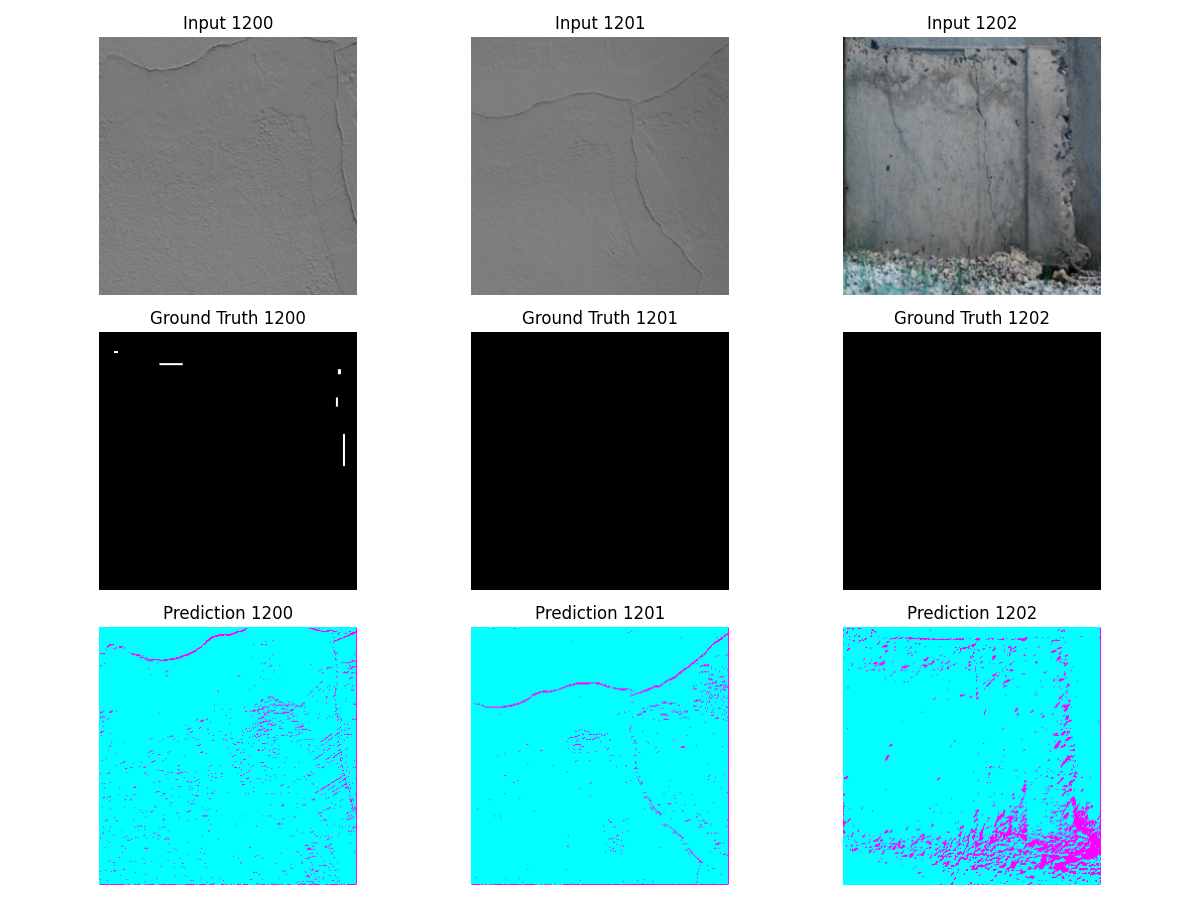 Input 1200
Input 1201
Input 1202
Ground Truth 1200
Ground Truth 1201
Ground Truth 1202
Prediction 1200
Prediction 1201
Prediction 1202